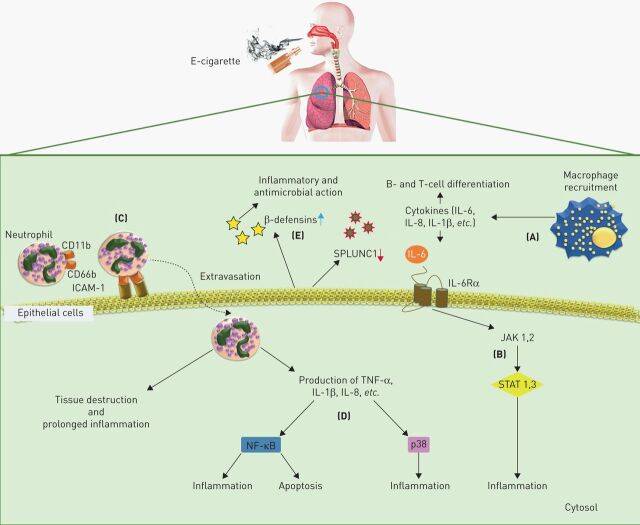 E-cigarette
Inflammatory and
antimicrobial action
B- and T-cell differentiation
Macrophage
recruitment
(C)
β-defensins↑
Cytokines (IL-6,
IL-8, IL-1β, etc.)
(A)
Neutrophil
CD11b
(E)
CD66b
ICAM-1
Extravasation
SPLUNC1↓
IL-6
IL-6Rα
Epithelial cells
JAK 1,2
(B)
STAT 1,3
Production of TNF-α,
IL-1β, IL-8, etc.
(D)
Tissue destruction
and
prolonged inflammation
NF-κB
p38
Inflammation
Apoptosis
Inflammation
Inflammation
Cytosol